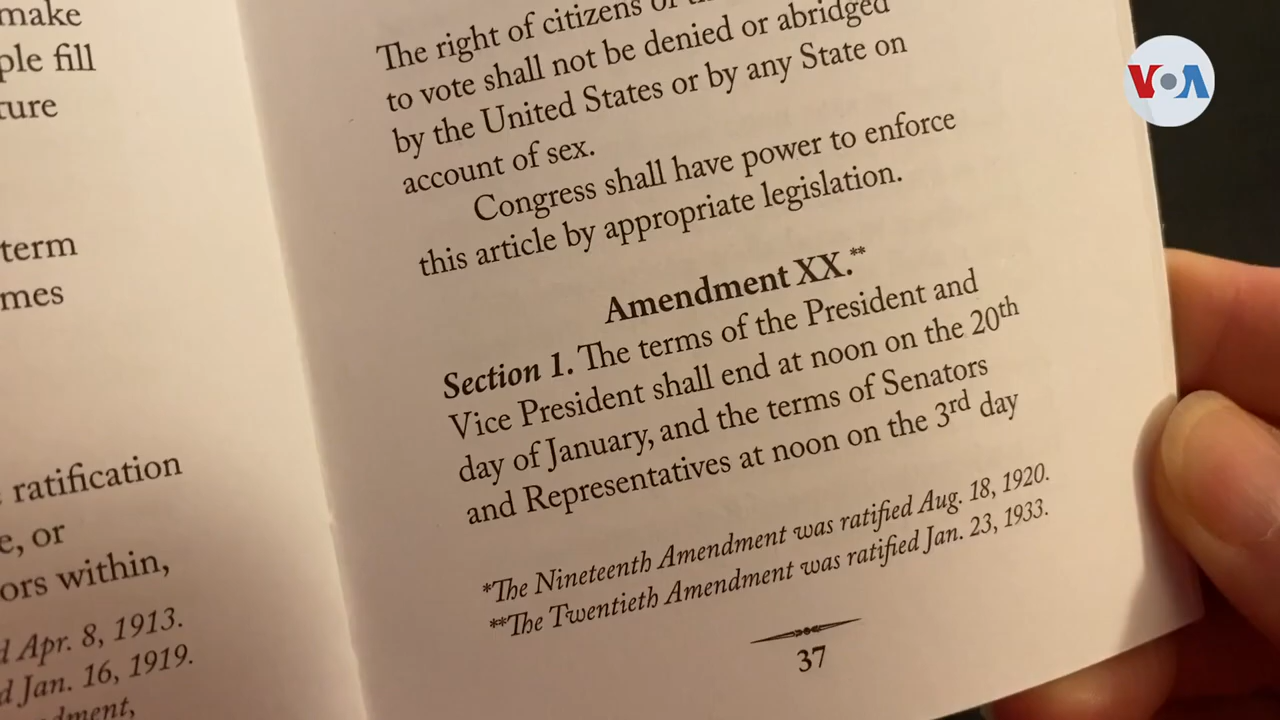 make
ple fill
ture
term
mes
ratification
e, or
ors within,
d Apr. 8, 1913.
d Jan. 16, 1919.
dment,
The right of citizens of
to vote shall not be denied or abridged
by the United States or by any State on
account of sex.
Congress shall have power to enforce
this article by appropriate legislation.
Amendment XX.**
Section 1. The terms of the President and
Vice President shall end at noon on the 20th
day of January, and the terms of Senators
and Representatives at noon on the 3rd day
*The Nineteenth Amendment was ratified Aug. 18, 1920.
**The Twentieth Amendment was ratified Jan. 23, 1933.
37
VOA